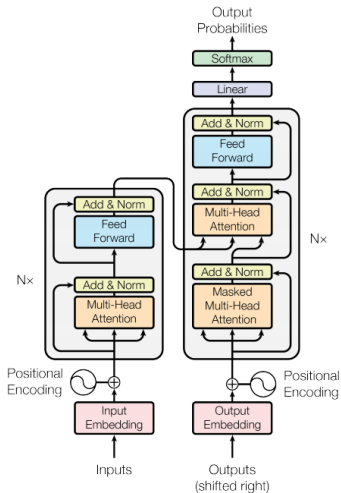 Output
Probabilities
Softmax
Linear
Add & Norm
Feed
Forward
Add & Norm
Multi-Head
Attention
Add & Norm
Masked
Multi-Head
Attention
N×
Positional
Encoding
Output
Embedding
Outputs
(shifted right)
Add & Norm
Feed
Forward
Add & Norm
Multi-Head
Attention
N×
Positional
Encoding
Input
Embedding
Inputs